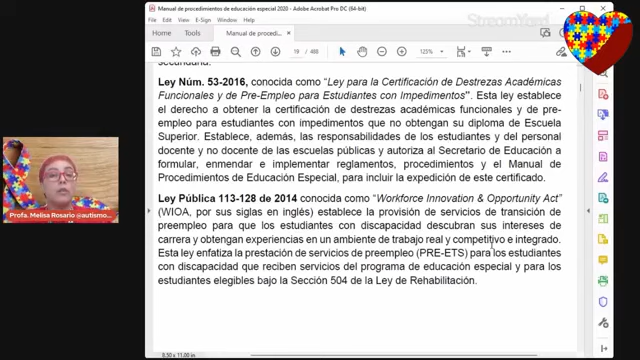 Manual de procedimientos de educación especial 2020 - Adobe Acrobat Pro DC (64-bit)
File Edit View E-Sign Window Help
Home Tools Manual de procedi... ×
19 / 488 125%
StreamYard
secundaria.
Ley Núm. 53-2016, conocida como “Ley para la Certificación de Destrezas Académicas
Funcionales y de Pre-Empleo para Estudiantes con Impedimentos”. Esta ley establece
el derecho a obtener la certificación de destrezas académicas funcionales y de pre-
empleo para estudiantes con impedimentos que no obtengan su diploma de Escuela
Superior. Establece, además, las responsabilidades de los estudiantes y del personal
docente y no docente de las escuelas públicas y autoriza al Secretario de Educación a
formular, enmendar e implementar reglamentos, procedimientos y el Manual de
Procedimientos de Educación Especial, para incluir la expedición de este certificado.
Ley Pública 113-128 de 2014 conocida como “Workforce Innovation & Opportunity Act”
(WIOA, por sus siglas en inglés) establece la provisión de servicios de transición de
preempleo para que los estudiantes con discapacidad descubran sus intereses de
carrera y obtengan experiencias en un ambiente de trabajo real y competitivo e integrado.
Esta ley enfatiza la prestación de servicios de preempleo (PRE-ETS) para los estudiantes
con discapacidad que reciben servicios del programa de educación especial y para los
estudiantes elegibles bajo la Sección 504 de la Ley de Rehabilitación.
Profa. Melisa Rosario @autismo...
8.50 x 11.00 in